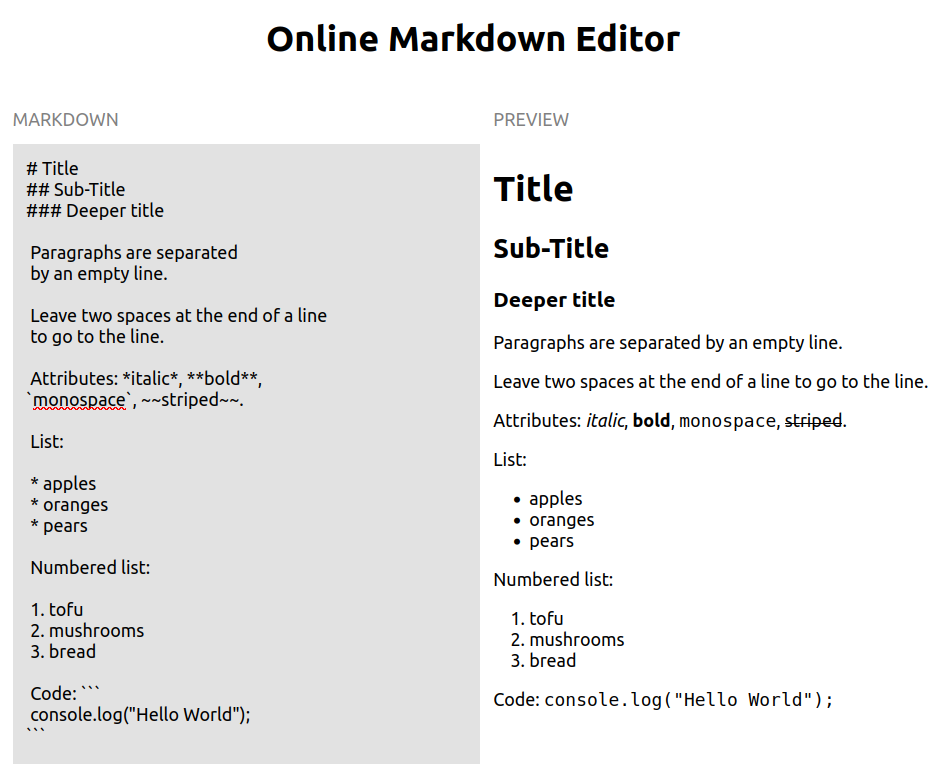 Online Markdown Editor
MARKDOWN
# Title
## Sub-Title
### Deeper title
Paragraphs are separated
by an empty line.
Leave two spaces at the end of a line
to go to the line.
Attributes: *italic*, **bold**,
`monospace`, ~~striped~~.
List:
* apples
* oranges
* pears
Numbered list:
1. tofu
2. mushrooms
3. bread
Code: ```
console.log("Hello World");
```
PREVIEW
Title
Sub-Title
Deeper title
Paragraphs are separated by an empty line.
Leave two spaces at the end of a line to go to the line.
Attributes: italic, bold, monospace, striped.
List:
• apples
• oranges
• pears
Numbered list:
1. tofu
2. mushrooms
3. bread
Code: console.log("Hello World");